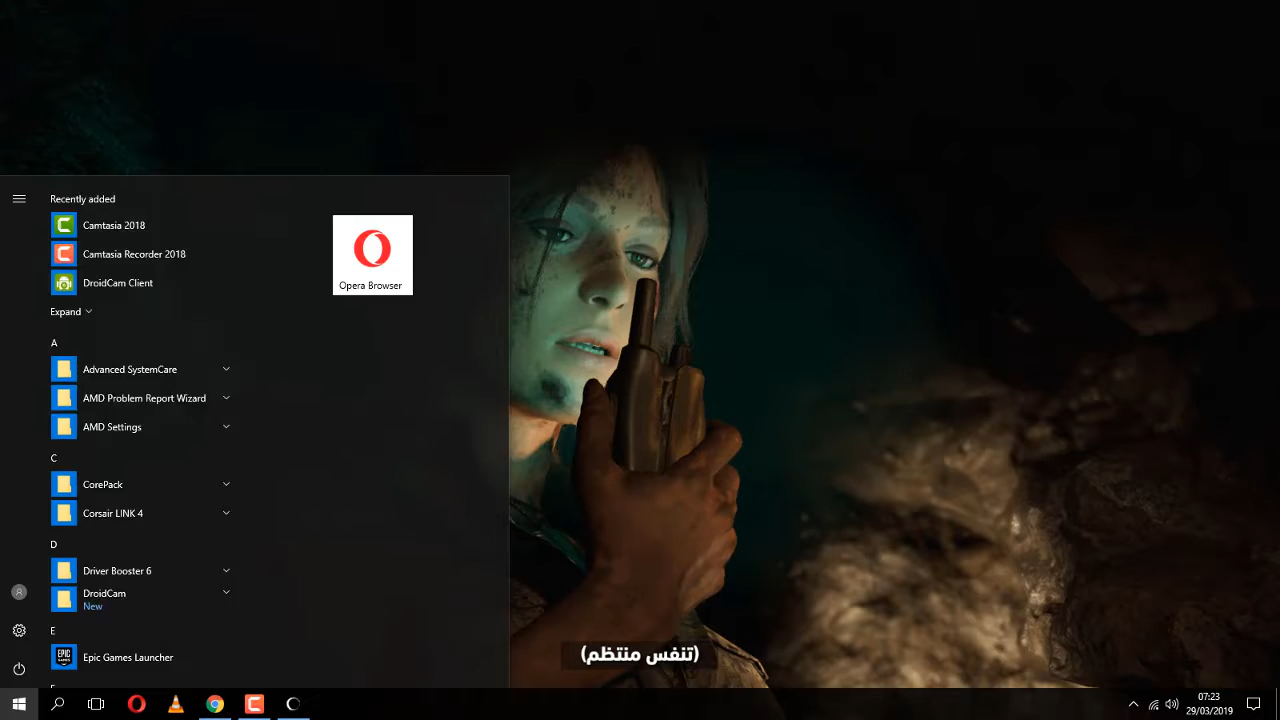 Recently added
Camtasia 2018
Camtasia Recorder 2018
DroidCam Client
Expand
A
Advanced SystemCare
AMD Problem Report Wizard
AMD Settings
C
CorePack
Corsair LINK 4
D
Driver Booster 6
DroidCam
New
E
EPIC GAMES
Epic Games Launcher
Opera Browser
(تنفس منتظم)
07:23
29/03/2019